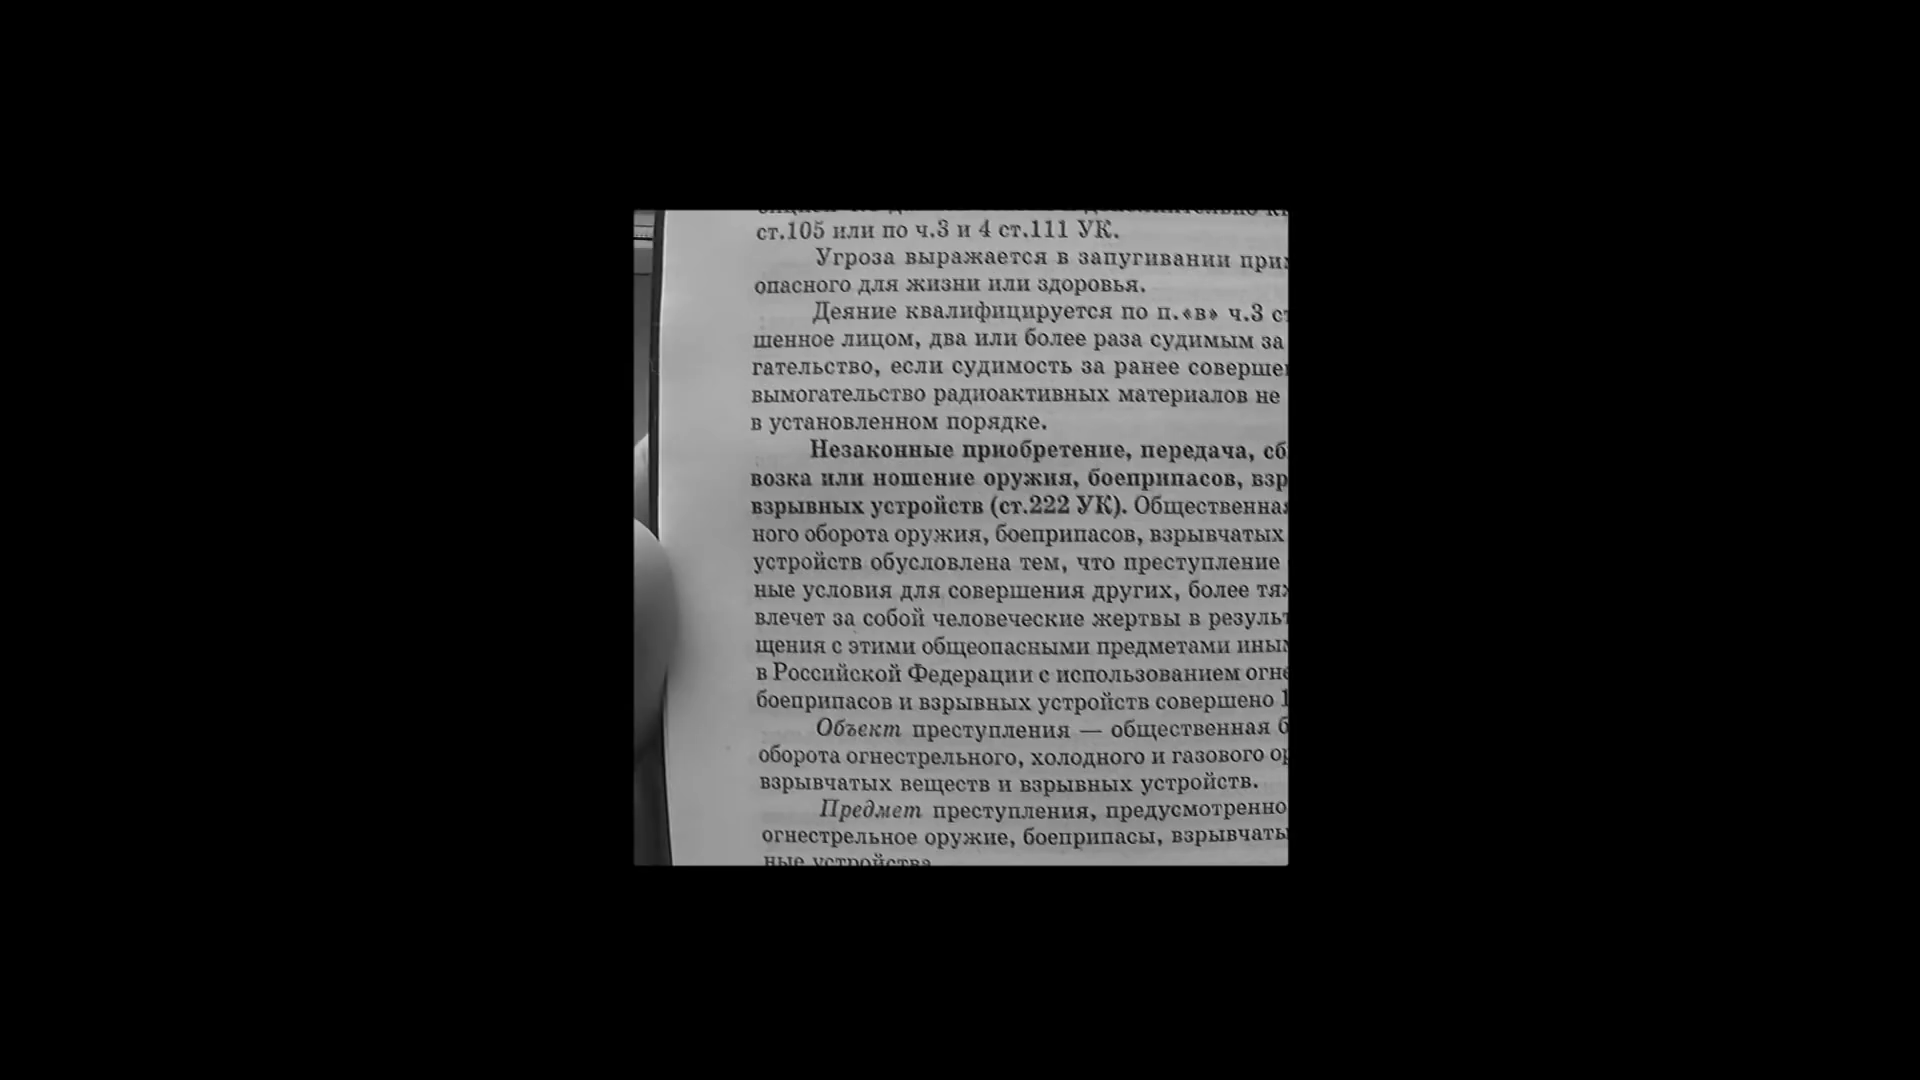 ст.105 или по ч.3 и 4 ст.111 УК.
Угроза выражается в запугивании
опасного для жизни или здоровья.
Деяние квалифицируется по п.«в» ч.3
шенное лицом, два или более раза судимым за
гательство, если судимость за ранее
вымогательство радиоактивных материалов не
в установленном порядке.
Незаконные приобретение, передача,
возка или ношение оружия, боеприпасов,
взрывных устройств (ст.222 УК).
ного оборота оружия, боеприпасов, взрывчатых
устройств обусловлена тем, что преступление
ные условия для совершения других, более
влечет за собой человеческие жертвы в
щения с этими общеопасными предметами
в Российской Федерации с использованием
боеприпасов и взрывных устройств совершено
Объект преступления — общественная
оборота огнестрельного, холодного и газового
взрывчатых веществ и взрывных устройств.
Предмет преступления,
огнестрельное оружие, боеприпасы,
ные устройства